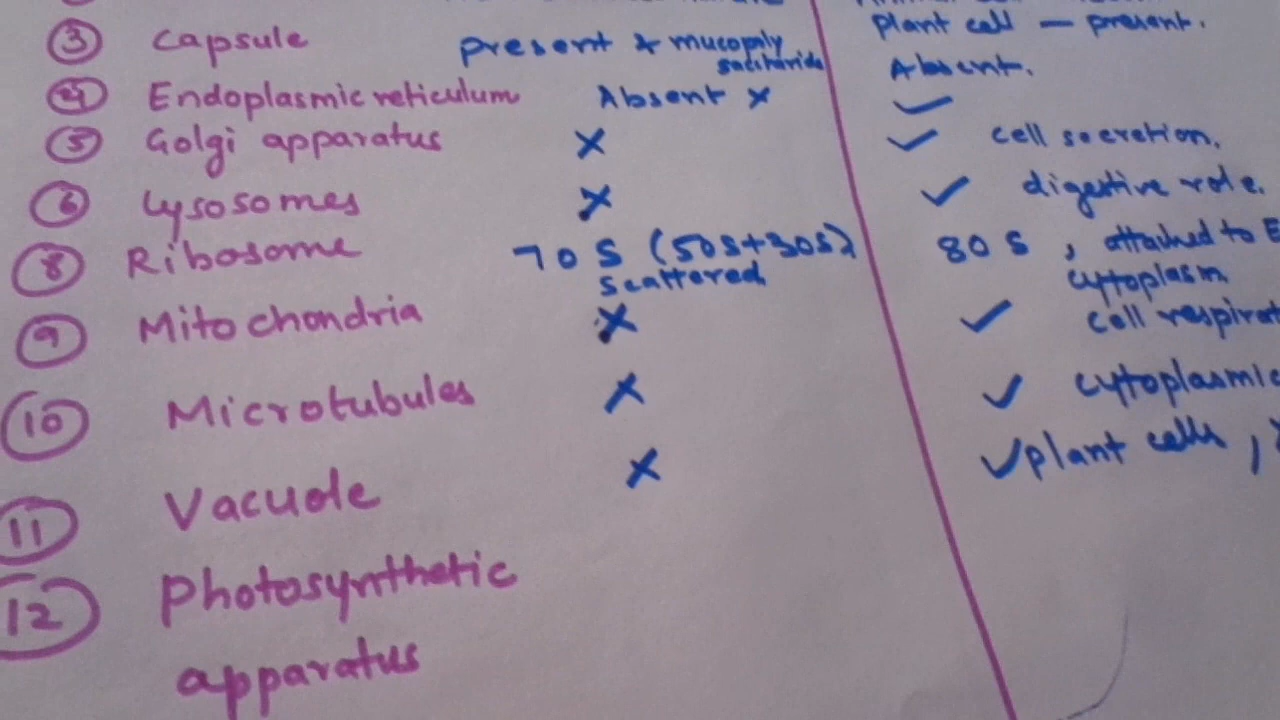 Plant cell — present.
③ Capsule present & mucopoly saccharide Absent.
④ Endoplasmic reticulum Absent ✗ ✓
⑤ Golgi apparatus ✗ ✓ cell secretion.
⑥ Lysosomes ✗ ✓ digestive role.
⑧ Ribosome 70 S (50S+30S) 80 S, attached to E
scattered cytoplasm
⑨ Mitochondria ✗ ✓ cell respirat
⑩ Microtubules ✗ ✓ cytoplasmic
⑪ Vacuole ✗ ✓ plant cells,
⑫ Photosynthetic
apparatus